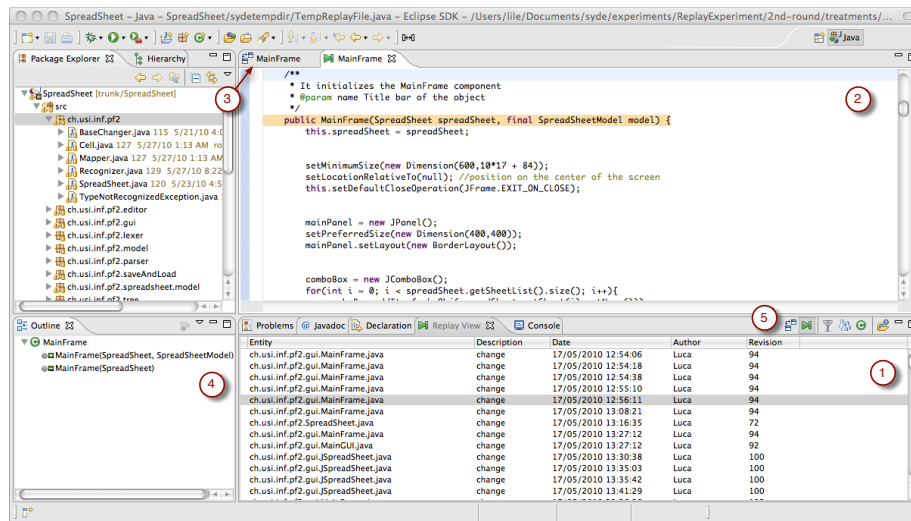 SpreadSheet – Java – SpreadSheet/sydetempdir/TempReplayFile.java – Eclipse SDK – /Users/lile/Documents/syde/experiments/ReplayExperiment/2nd-round/treatments/...
Java
Package Explorer
Hierarchy
SpreadSheet [trunk/SpreadSheet]
src
ch.usi.inf.pf2
BaseChanger.java 115 5/21/10 4:0
Cell.java 127 5/27/10 1:13 AM ro
Mapper.java 127 5/27/10 1:13 AM
Recognizer.java 129 5/27/10 8:22
SpreadSheet.java 120 5/23/10 4:5
TypeNotRecognizedException.java
ch.usi.inf.pf2.editor
ch.usi.inf.pf2.gui
ch.usi.inf.pf2.lexer
ch.usi.inf.pf2.model
ch.usi.inf.pf2.parser
ch.usi.inf.pf2.saveAndLoad
ch.usi.inf.pf2.spreadsheet.model
ch.usi.inf.pf2.tree
MainFrame
MainFrame
3
2
/**
* It initializes the MainFrame component
* @param name Title bar of the object
*/
public MainFrame(SpreadSheet spreadSheet, final SpreadSheetModel model) {
this.spreadSheet = spreadSheet;
setMinimumSize(new Dimension(600,10*17 + 84));
setLocationRelativeTo(null); //position on the center of the screen
this.setDefaultCloseOperation(JFrame.EXIT_ON_CLOSE);
mainPanel = new JPanel();
setPreferredSize(new Dimension(400,400));
mainPanel.setLayout(new BorderLayout());
comboBox = new JComboBox();
for(int i = 0; i < spreadSheet.getSheetList().size(); i++){
Outline
MainFrame
MainFrame(SpreadSheet, SpreadSheetModel)
MainFrame(SpreadSheet)
4
Problems
Javadoc
Declaration
Replay View
Console
5
1
Entity Description Date Author Revision
ch.usi.inf.pf2.gui.MainFrame.java change 17/05/2010 12:54:06 Luca 94
ch.usi.inf.pf2.gui.MainFrame.java change 17/05/2010 12:54:18 Luca 94
ch.usi.inf.pf2.gui.MainFrame.java change 17/05/2010 12:54:38 Luca 94
ch.usi.inf.pf2.gui.MainFrame.java change 17/05/2010 12:55:10 Luca 94
ch.usi.inf.pf2.gui.MainFrame.java change 17/05/2010 12:56:11 Luca 94
ch.usi.inf.pf2.gui.MainFrame.java change 17/05/2010 13:08:21 Luca 94
ch.usi.inf.pf2.SpreadSheet.java change 17/05/2010 13:16:35 Luca 72
ch.usi.inf.pf2.gui.MainFrame.java change 17/05/2010 13:27:12 Luca 94
ch.usi.inf.pf2.gui.MainGUI.java change 17/05/2010 13:27:12 Luca 92
ch.usi.inf.pf2.gui.JSpreadSheet.java change 17/05/2010 13:30:38 Luca 100
ch.usi.inf.pf2.gui.JSpreadSheet.java change 17/05/2010 13:35:03 Luca 100
ch.usi.inf.pf2.gui.JSpreadSheet.java change 17/05/2010 13:35:42 Luca 100
ch.usi.inf.pf2.gui.JSpreadSheet.java change 17/05/2010 13:41:29 Luca 100